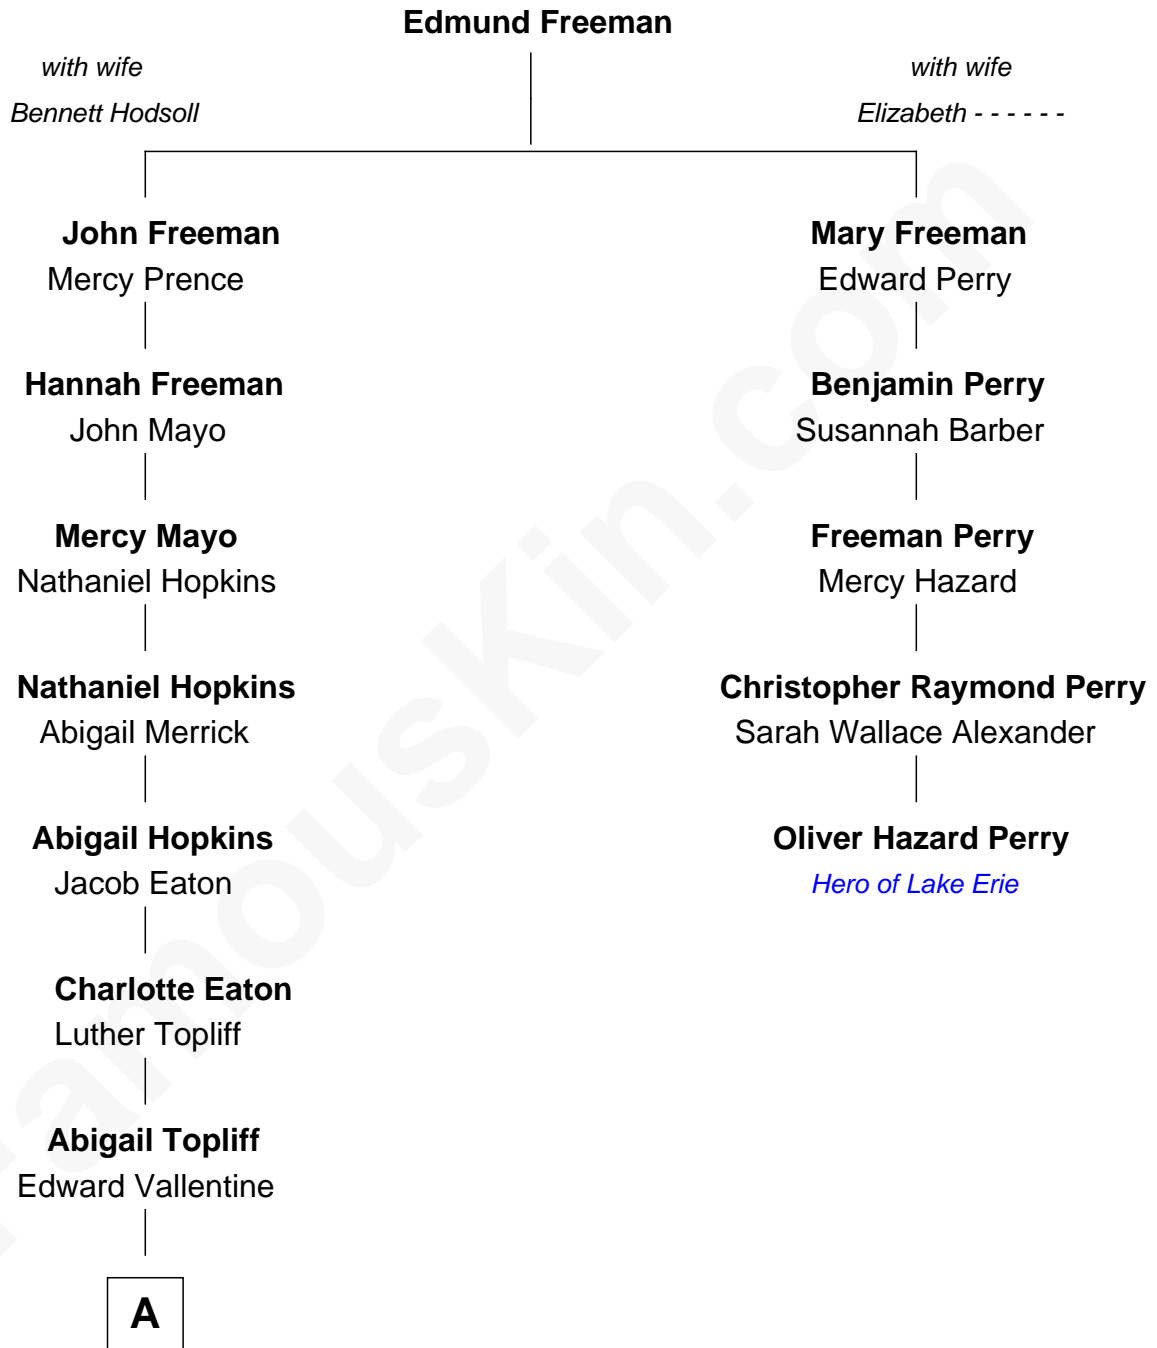 Edmund Freeman
with wife
Bennett Hodsoll
with wife
Elizabeth - - - - - -
John Freeman
Mercy Prence
Mary Freeman
Edward Perry
Hannah Freeman
John Mayo
Benjamin Perry
Susannah Barber
Mercy Mayo
Nathaniel Hopkins
Freeman Perry
Mercy Hazard
Nathaniel Hopkins
Abigail Merrick
Christopher Raymond Perry
Sarah Wallace Alexander
Abigail Hopkins
Jacob Eaton
Oliver Hazard Perry
Hero of Lake Erie
Charlotte Eaton
Luther Topliff
Abigail Topliff
Edward Vallentine
A
FamousKin.com